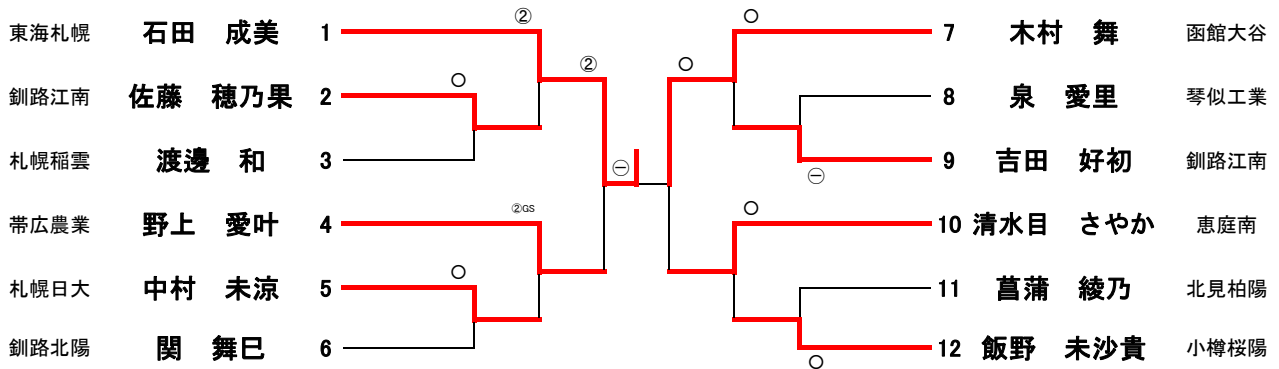 東海札幌 石田 成美 1
②
②
釧路江南 佐藤 穂乃果 2
○
札幌稲雲 渡邊 和 3
帯広農業 野上 愛叶 4
②GS
札幌日大 中村 未涼 5
○
釧路北陽 関 舞巳 6
㊀
○
7 木村 舞 函館大谷
○
8 泉 愛里 琴似工業
9 吉田 好初 釧路江南
㊀
○
10 清水目 さやか 恵庭南
11 菖蒲 綾乃 北見柏陽
12 飯野 未沙貴 小樽桜陽
○